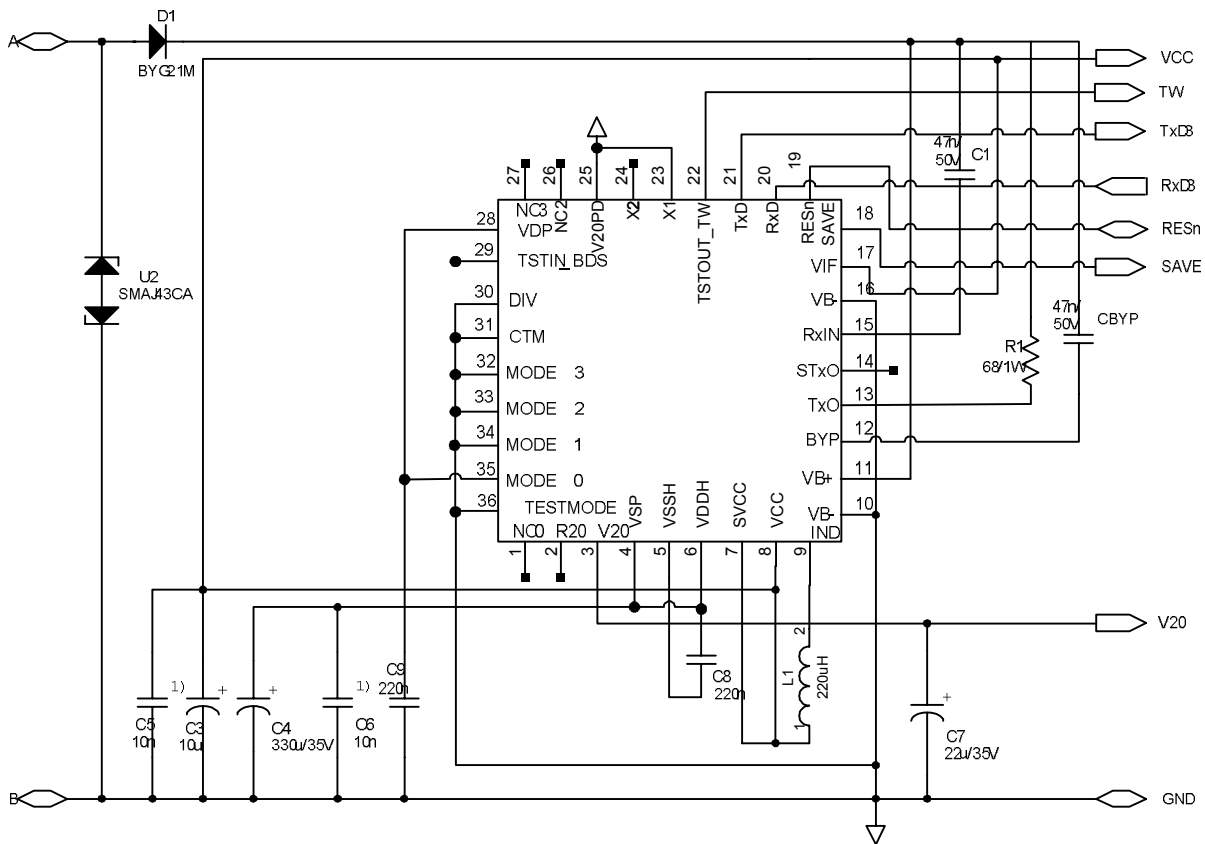 D1
A
BYG21M
VCC
TW
TxD3
47n/
50V
C1
RxD3
RESn
SAVE
27
26
25
24
23
22
21
20
19
NC3
NC2
V20PD
X2
X1
TSTOUT_TW
TxD
RxD
RESn
SAVE
18
28
VDP
29
TSTIN_BDS
VIF
17
30
DIV
VB-
16
31
CTM
RxIN
15
32
MODE 3
STxO
14
33
MODE 2
TxO
13
34
MODE 1
BYP
12
35
MODE 0
VB+
11
36
TESTMODE
VB-
10
U2
SMAJ43CA
47n/
50V
CBYP
R1
68/1W
NC0
R20
V20
VSP
VSSH
VDDH
SVCC
VCC
IND
1
2
3
4
5
6
7
8
9
V20
2
L1
220uH
1
C8
220n
C9
220n
1)
+
+
1)
C5
10n
C3
10u
C4
330u/35V
C6
10n
+
C7
22u/35V
B
GND